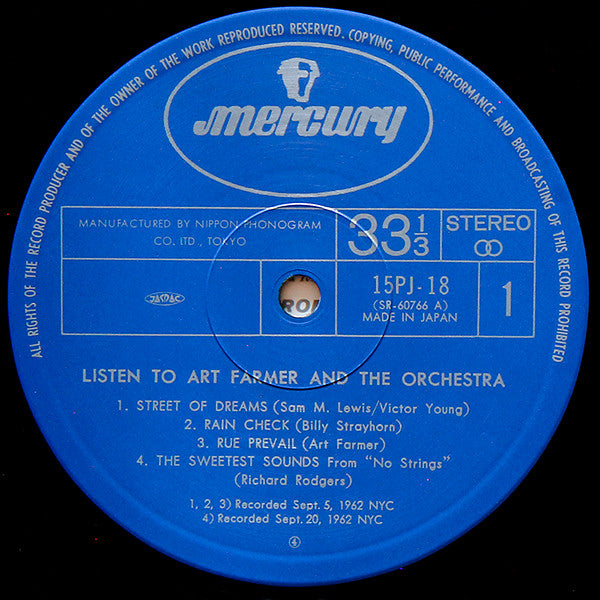 ALL RIGHTS OF THE RECORD PRODUCER AND OF THE OWNER OF THE WORK REPRODUCED RESERVED. COPYING, PUBLIC PERFORMANCE AND BROADCASTING OF THIS RECORD PROHIBITED
mercury
MANUFACTURED BY NIPPON PHONOGRAM
CO. LTD., TOKYO
33 1/3
STEREO
JASRAC
15PJ-18
(SR-60766 A)
MADE IN JAPAN
1
LISTEN TO ART FARMER AND THE ORCHESTRA
1. STREET OF DREAMS (Sam M. Lewis/Victor Young)
2. RAIN CHECK (Billy Strayhorn)
3. RUE PREVAIL (Art Farmer)
4. THE SWEETEST SOUNDS From "No Strings"
(Richard Rodgers)
1, 2, 3) Recorded Sept. 5, 1962 NYC
4) Recorded Sept. 20, 1962 NYC
4